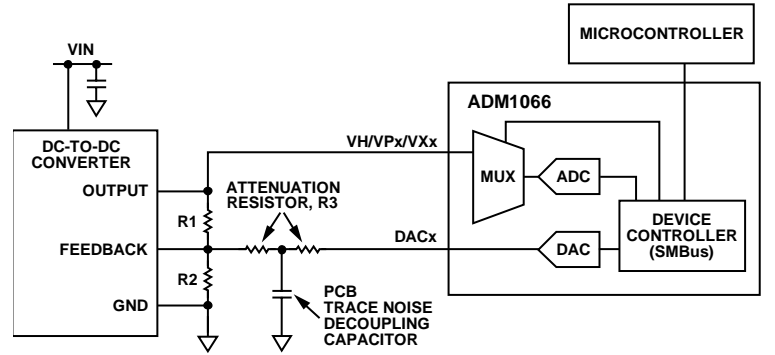 MICROCONTROLLER
VIN
ADM1066
DC-TO-DC
CONVERTER
VH/VPx/VXx
MUX
ADC
OUTPUT
ATTENUATION
RESISTOR, R3
R1
DEVICE
CONTROLLER
(SMBus)
FEEDBACK
DACx
DAC
R2
GND
PCB
TRACE NOISE
DECOUPLING
CAPACITOR